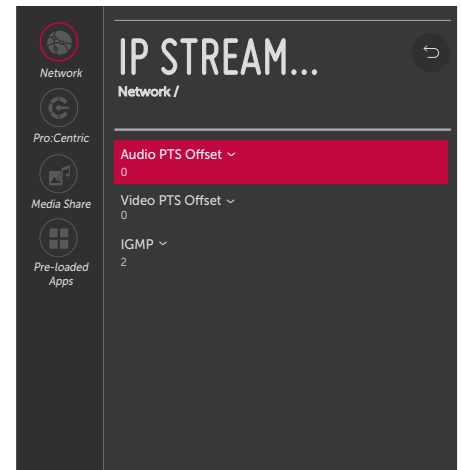 Network
Pro:Centric
Media Share
Pre-loaded
Apps
IP STREAM...
Network /
Audio PTS Offset
0
Video PTS Offset
0
IGMP
2